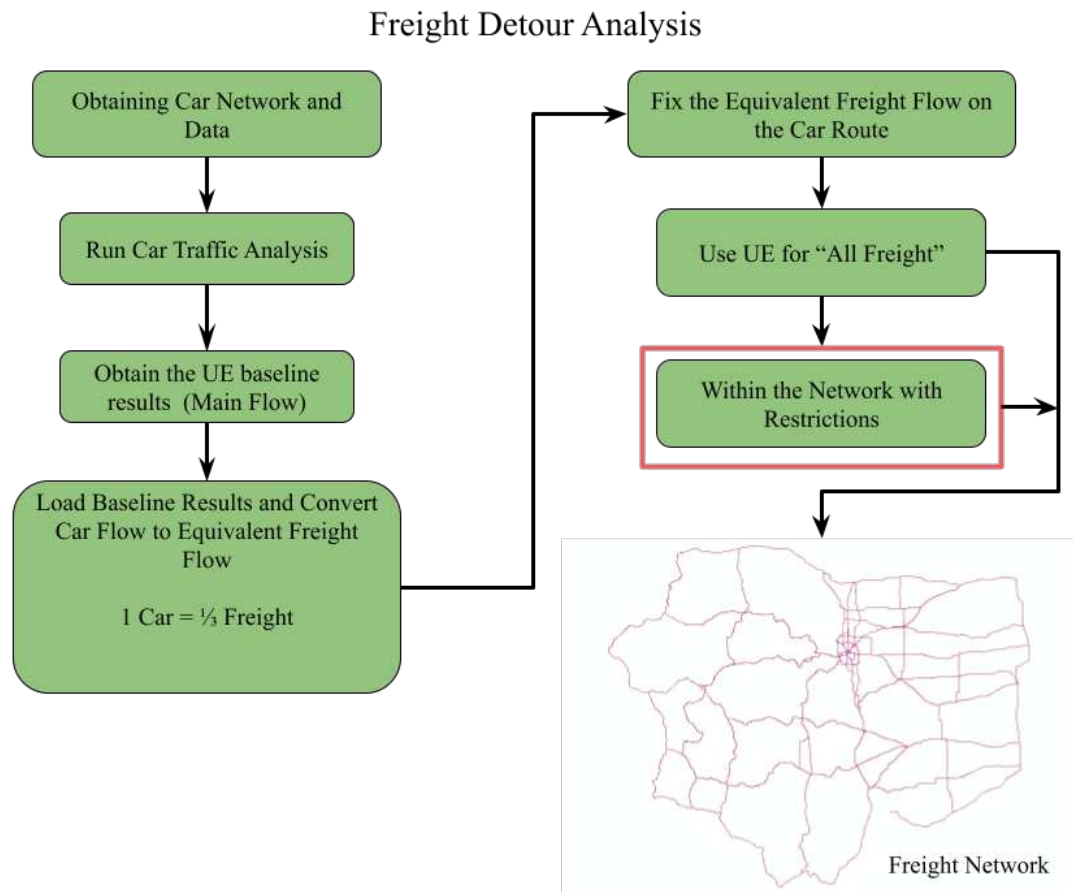 Freight Detour Analysis
Obtaining Car Network and
Data
Run Car Traffic Analysis
Obtain the UE baseline
results (Main Flow)
Load Baseline Results and Convert
Car Flow to Equivalent Freight
Flow
1 Car = ⅓ Freight
Fix the Equivalent Freight Flow on
the Car Route
Use UE for “All Freight”
Within the Network with
Restrictions
Freight Network